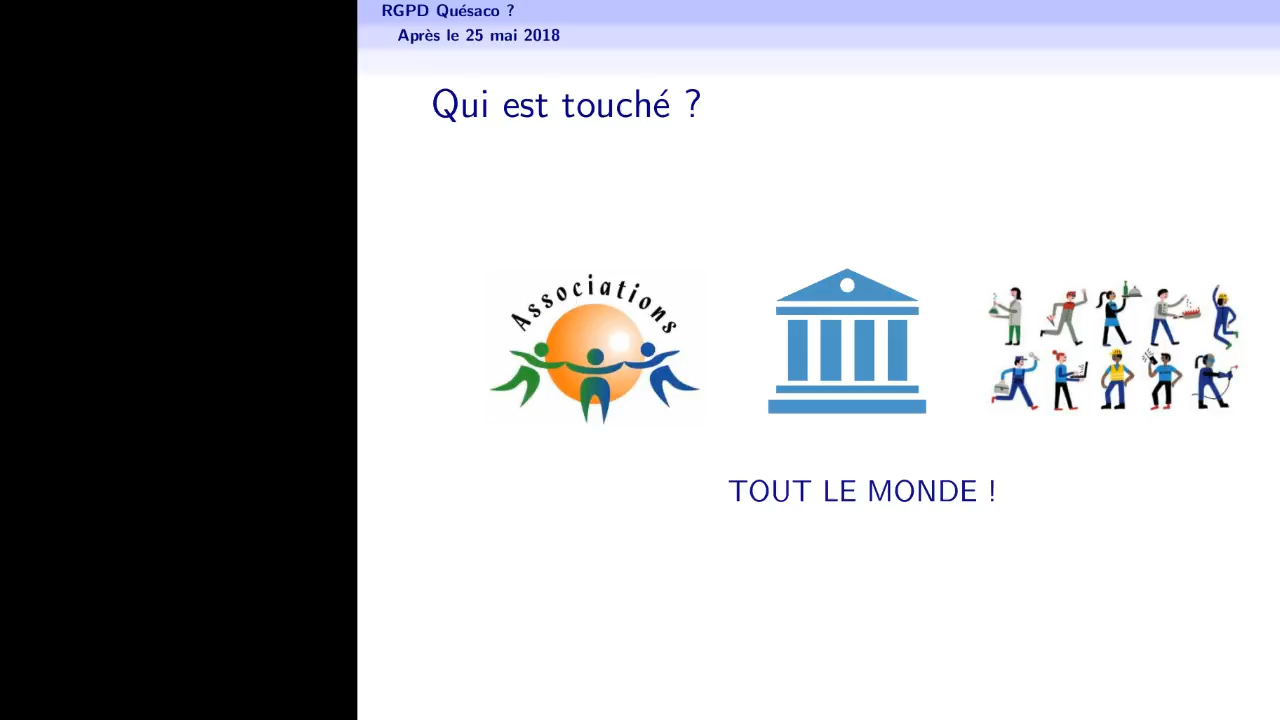 RGPD Quésaco ?
Après le 25 mai 2018
Qui est touché ?
Associations
TOUT LE MONDE !